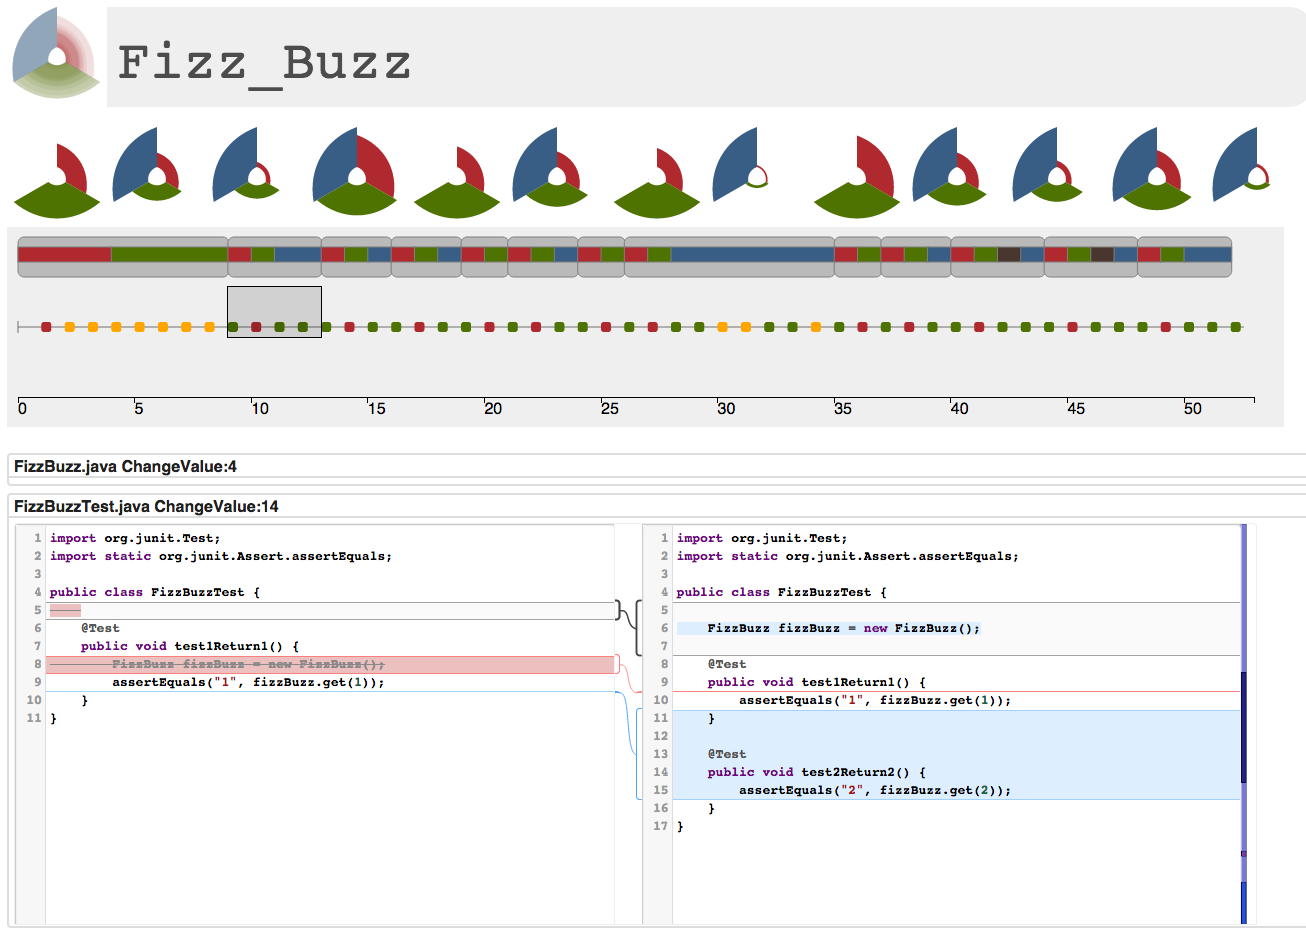 Fizz_Buzz
0 5 10 15 20 25 30 35 40 45 50
FizzBuzz.java ChangeValue:4
FizzBuzzTest.java ChangeValue:14
1 import org.junit.Test;
2 import static org.junit.Assert.assertEquals;
3
4 public class FizzBuzzTest {
5
6 @Test
7 public void test1Return1() {
8 FizzBuzz fizzBuzz = new FizzBuzz();
9 assertEquals("1", fizzBuzz.get(1));
10 }
11 }
1 import org.junit.Test;
2 import static org.junit.Assert.assertEquals;
3
4 public class FizzBuzzTest {
5
6 FizzBuzz fizzBuzz = new FizzBuzz();
7
8 @Test
9 public void test1Return1() {
10 assertEquals("1", fizzBuzz.get(1));
11 }
12
13 @Test
14 public void test2Return2() {
15 assertEquals("2", fizzBuzz.get(2));
16 }
17 }